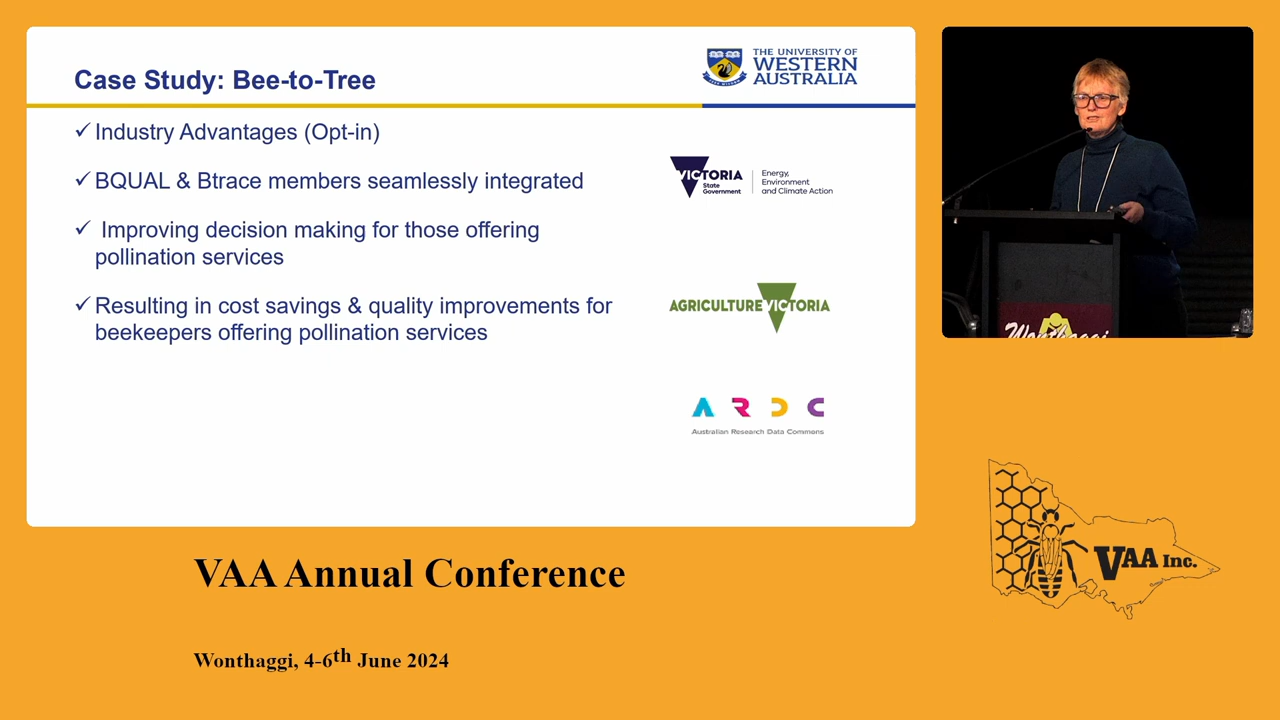 Case Study: Bee-to-Tree
THE UNIVERSITY OF
WESTERN
AUSTRALIA
✓ Industry Advantages (Opt-in)
✓ BQUAL & Btrace members seamlessly integrated
✓ Improving decision making for those offering
pollination services
✓ Resulting in cost savings & quality improvements for
beekeepers offering pollination services
VICTORIA
State
Government
Energy,
Environment
and Climate Action
AGRICULTURE VICTORIA
ARDC
Australian Research Data Commons
Wonthaggi
VAA Annual Conference
VAA Inc.
Wonthaggi, 4-6th June 2024